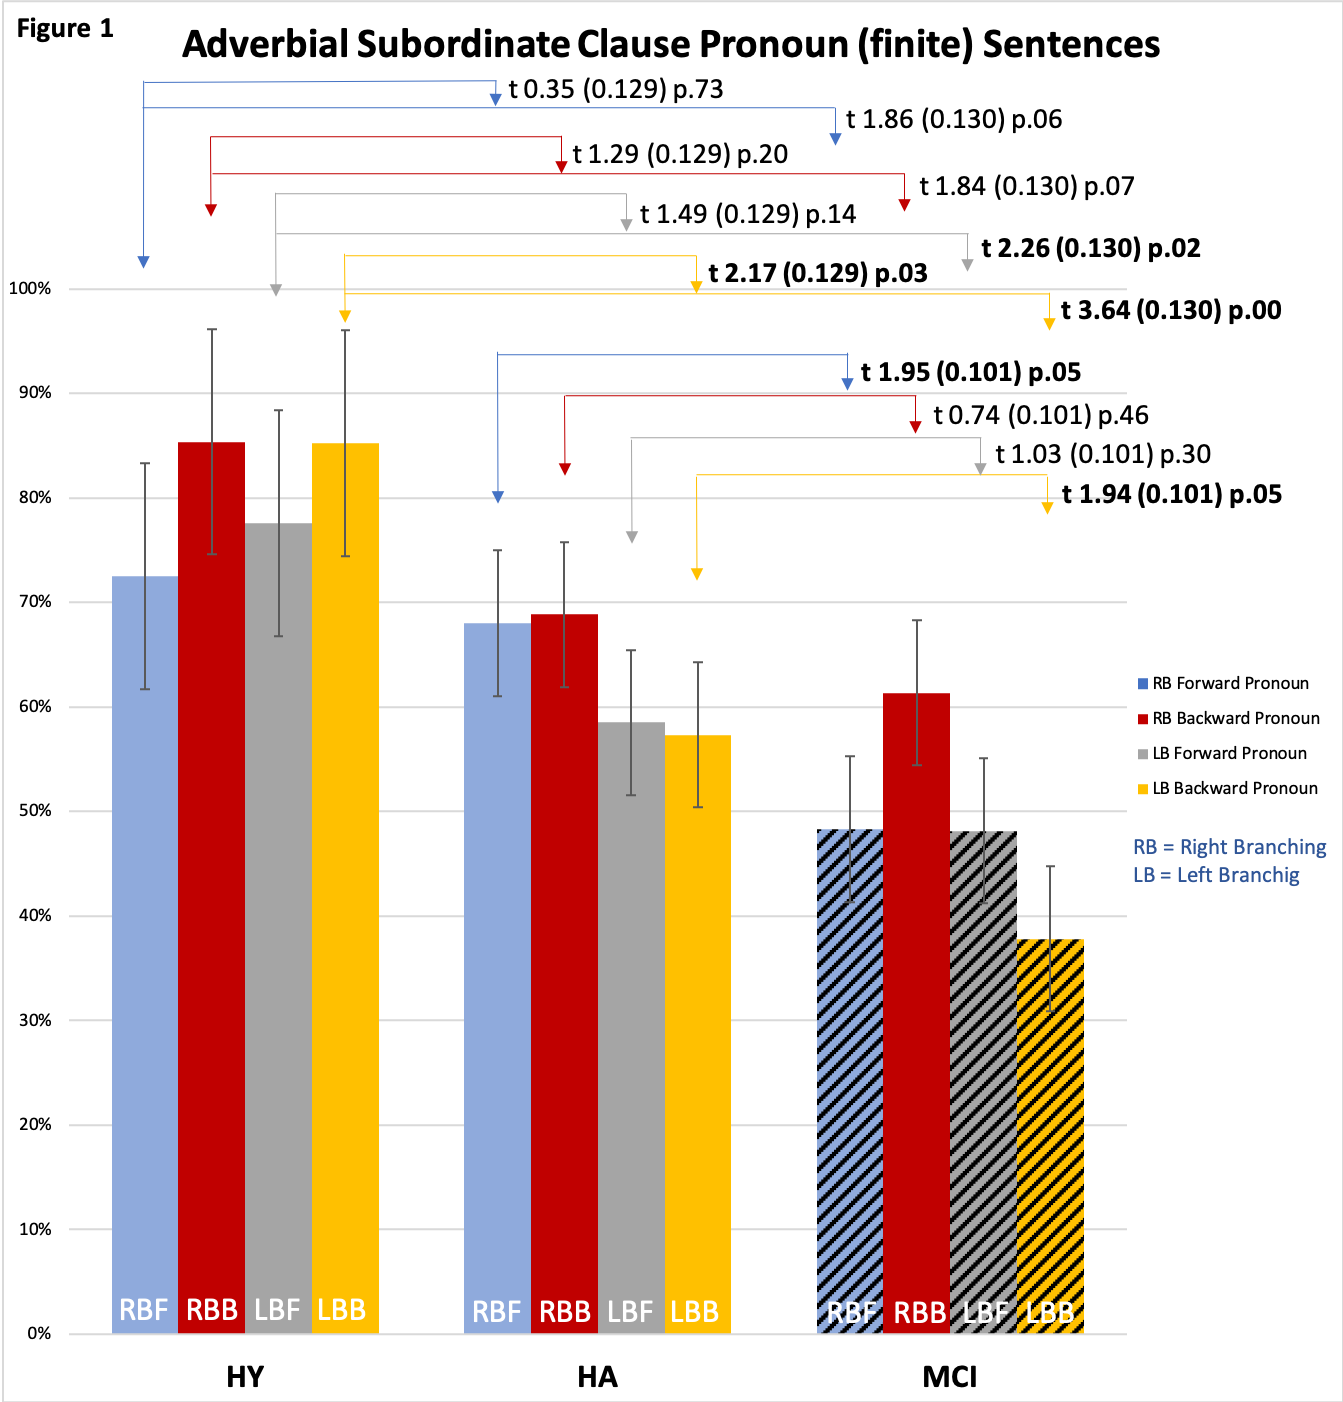 Figure 1
Adverbial Subordinate Clause Pronoun (finite) Sentences
t 0.35 (0.129) p.73
t 1.86 (0.130) p.06
t 1.29 (0.129) p.20
t 1.84 (0.130) p.07
t 1.49 (0.129) p.14
t 2.26 (0.130) p.02
t 2.17 (0.129) p.03
t 3.64 (0.130) p.00
t 1.95 (0.101) p.05
t 0.74 (0.101) p.46
t 1.03 (0.101) p.30
t 1.94 (0.101) p.05
100%
90%
80%
70%
60%
50%
40%
30%
20%
10%
0%
RB Forward Pronoun
RB Backward Pronoun
LB Forward Pronoun
LB Backward Pronoun
RB = Right Branching
LB = Left Branchig
RBF RBB LBF LBB
RBF RBB LBF LBB
RBF RBB LBF LBB
HY HA MCI